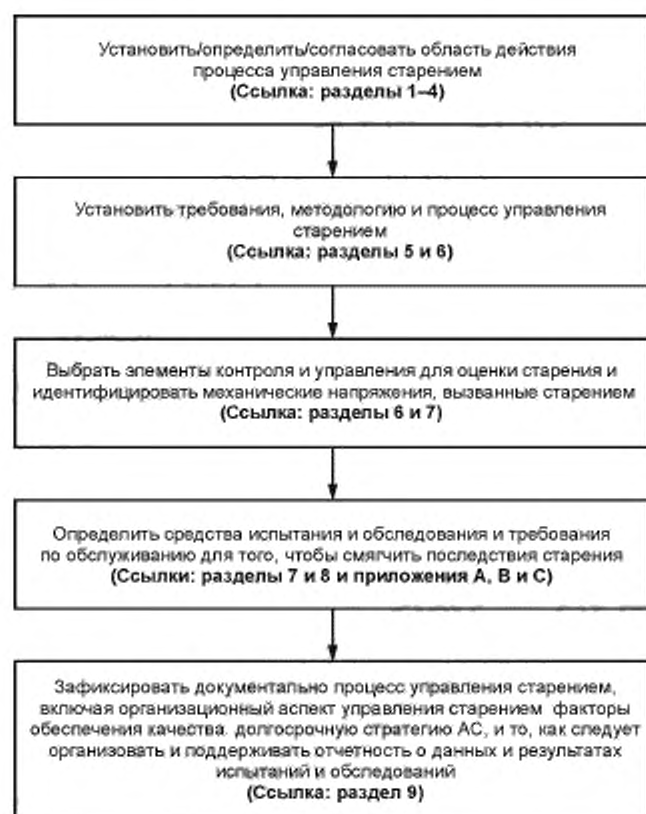 Установить/определить/согласовать область действия
процесса управления старением
(Ссылка: разделы 1–4)
Установить требования, методологию и процесс управления
старением
(Ссылка: разделы 5 и 6)
Выбрать элементы контроля и управления для оценки старения и
идентифицировать механические напряжения, вызванные старением
(Ссылка: разделы 6 и 7)
Определить средства испытания и обследования и требования
по обслуживанию для того, чтобы смягчить последствия старения
(Ссылки: разделы 7 и 8 и приложения А, В и С)
Зафиксировать документально процесс управления старением,
включая организационный аспект управления старением факторы
обеспечения качества. долгосрочную стратегию АС, и то, как следует
организовать и поддерживать отчетность о данных и результатах
испытаний и обследований
(Ссылка: раздел 9)